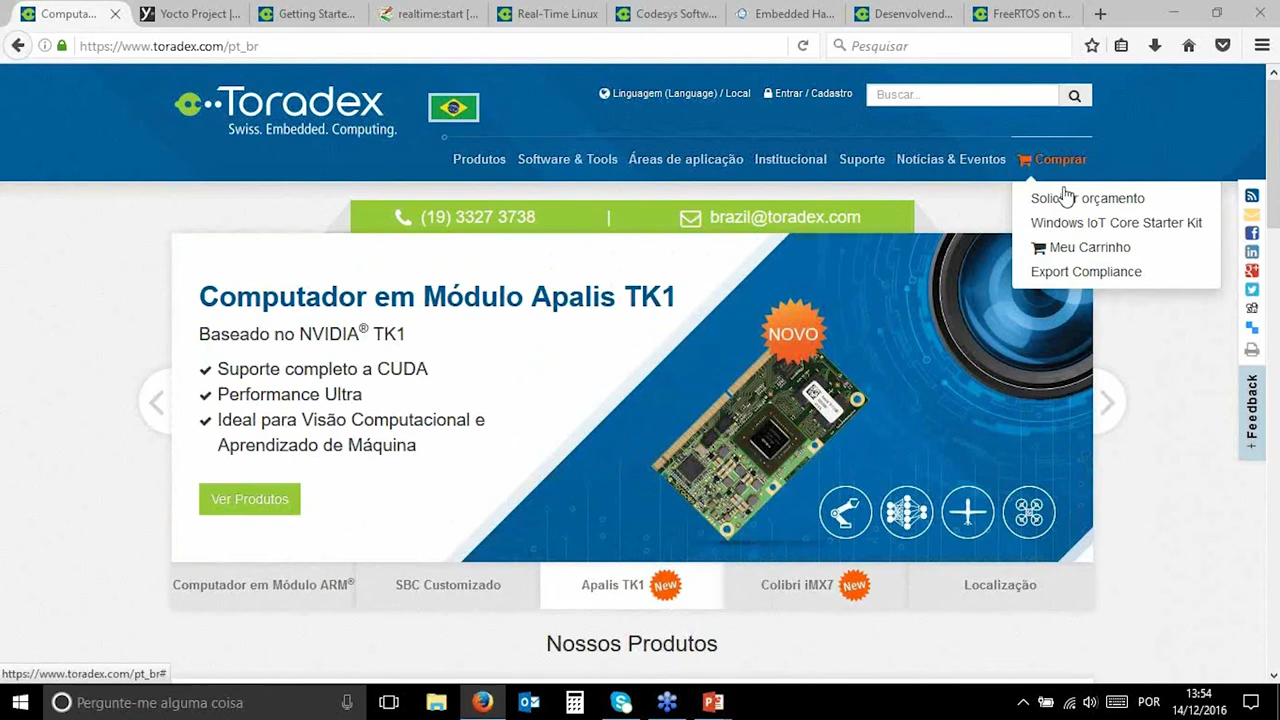 Computa...
Yocto Project |...
Getting Starte...
realtime:start [...
Real-Time Linux
Codesys Softw...
Embedded Ha...
Desenvolvend...
FreeRTOS on t...
https://www.toradex.com/pt_br
Pesquisar
Toradex
Swiss. Embedded. Computing.
Linguagem (Language) / Local
Entrar / Cadastro
Buscar...
Produtos
Software & Tools
Áreas de aplicação
Institucional
Suporte
Notícias & Eventos
Comprar
orçamento
Windows IoT Core Starter Kit
Meu Carrinho
Export Compliance
(19) 3327 3738 | brazil@toradex.com
Computador em Módulo Apalis TK1
Baseado no NVIDIA® TK1
Suporte completo a CUDA
Performance Ultra
Ideal para Visão Computacional e
Aprendizado de Máquina
NOVO
Ver Produtos
+ Feedback
Computador em Módulo ARM®
SBC Customizado
Apalis TK1 New
Colibri iMX7 New
Localização
Nossos Produtos
https://www.toradex.com/pt_br#
Pergunte-me alguma coisa
POR
13:54
14/12/2016